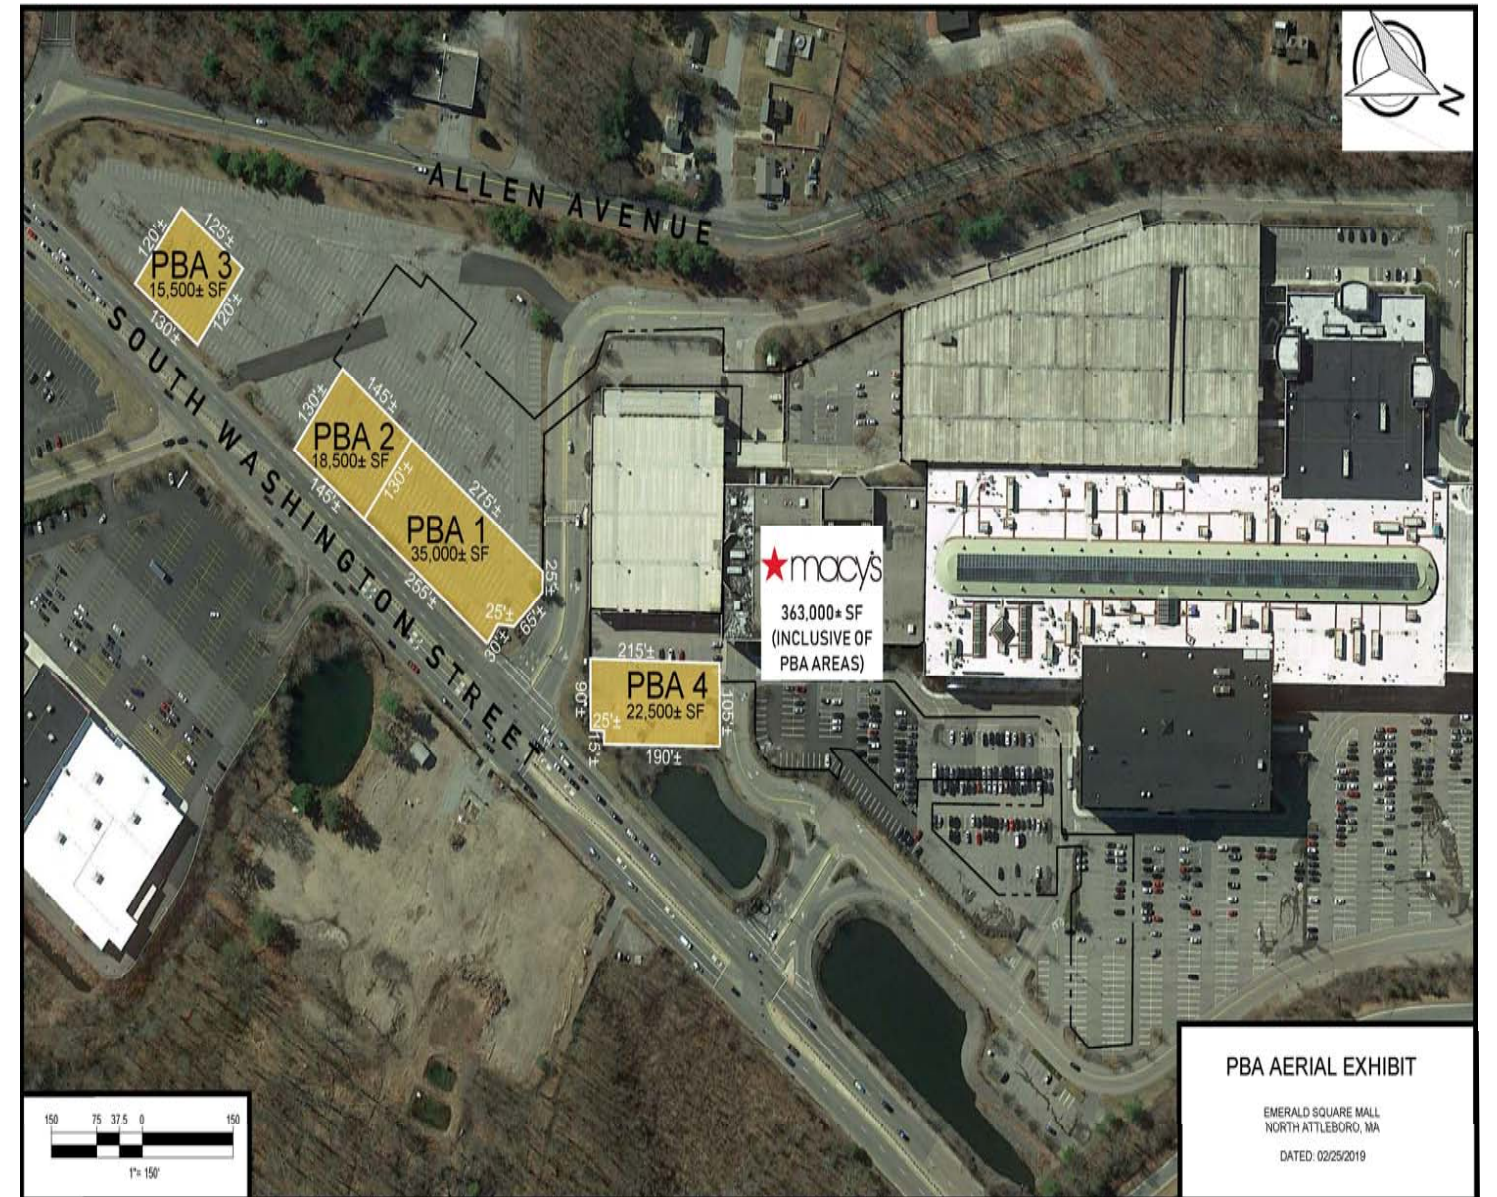 N
ALLEN AVENUE
120'±
125'±
PBA 3
15,500± SF
130'±
120'±
SOUTH WASHINGTON STREET
130'±
145'±
PBA 2
18,500± SF
145'±
130'±
275'±
PBA 1
35,000± SF
255'±
25'±
25'±
65'±
30'±
macy's
363,000± SF
(INCLUSIVE OF
PBA AREAS)
215'±
90'±
PBA 4
22,500± SF
105'±
25'±
15'±
190'±
150 75 37.5 0 150
1"= 150'
PBA AERIAL EXHIBIT
EMERALD SQUARE MALL
NORTH ATTLEBORO, MA
DATED: 02/25/2019